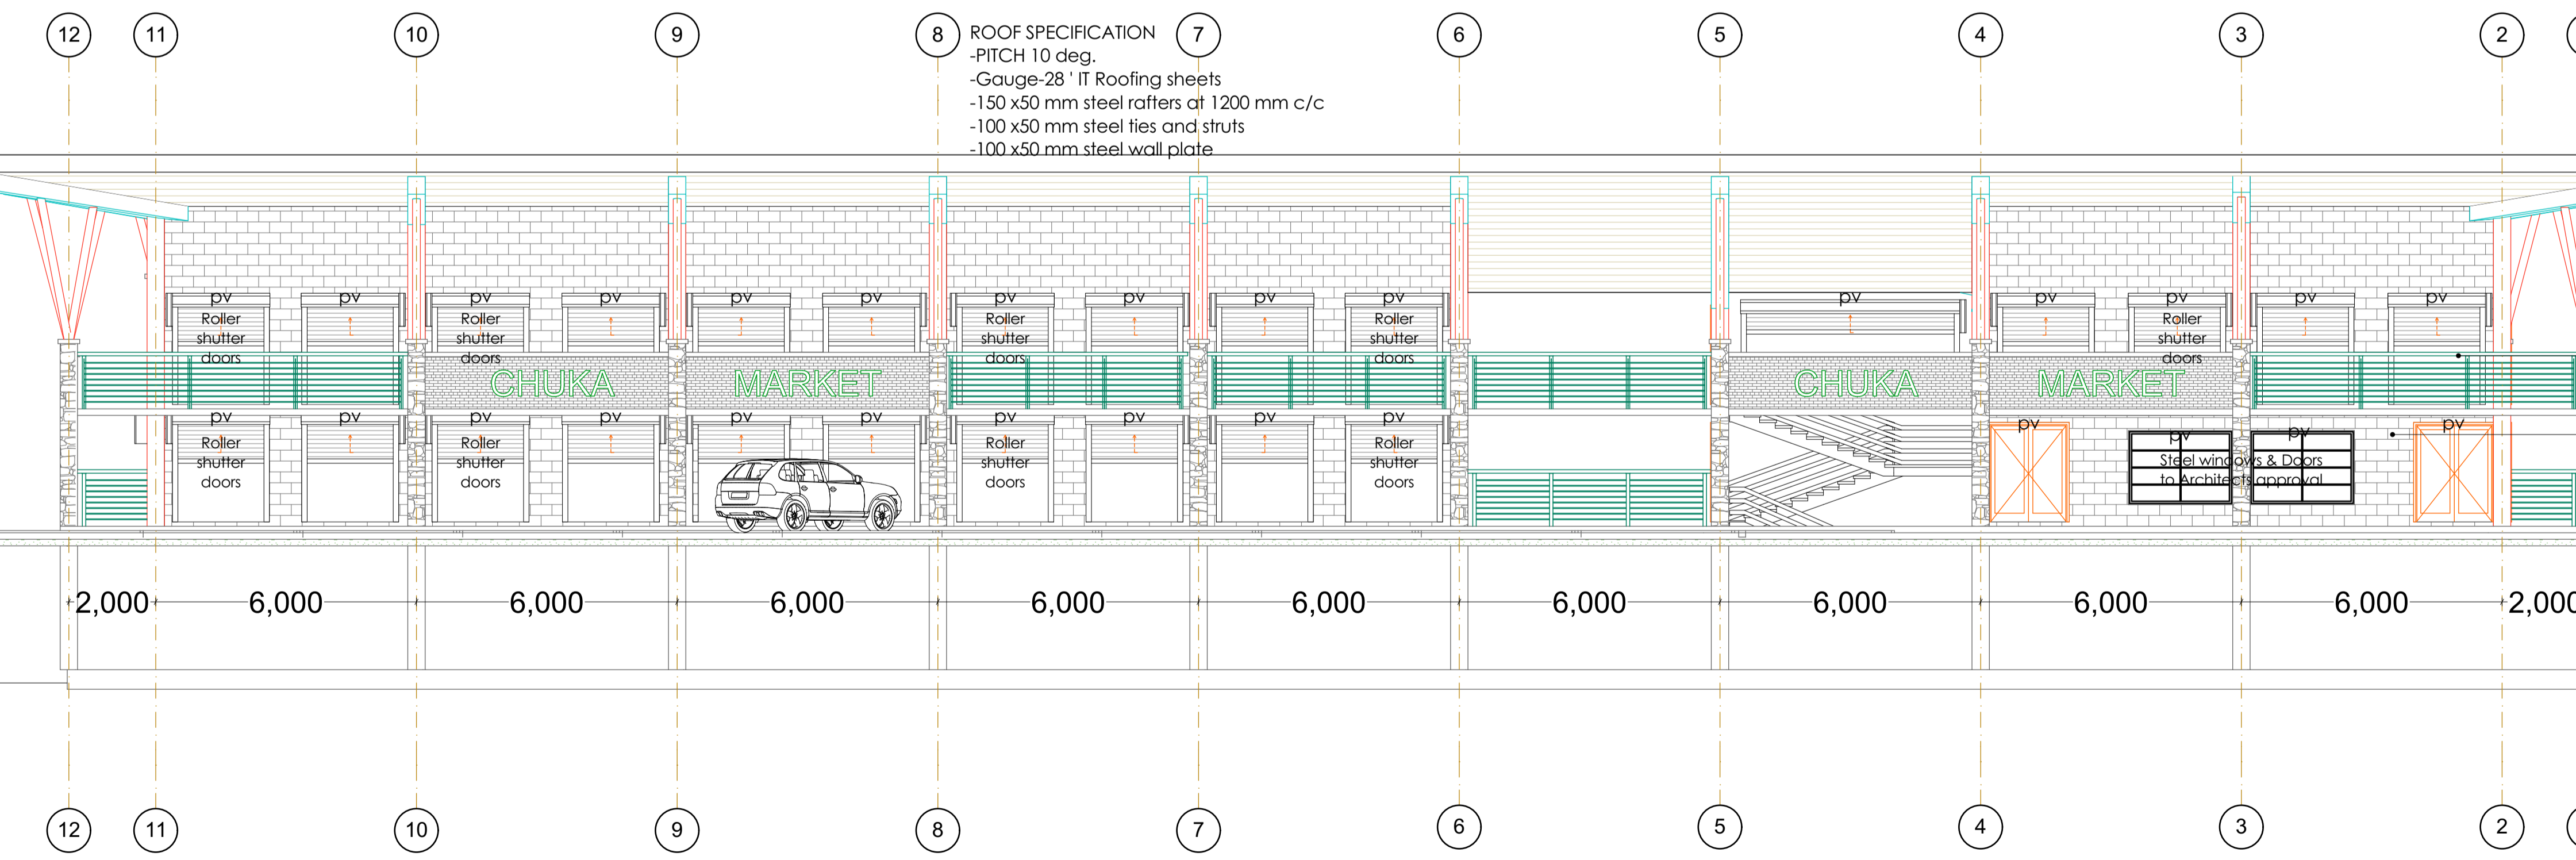 12 11 10 9 8 7 6 5 4 3 2
ROOF SPECIFICATION
-PITCH 10 deg.
-Gauge-28 ' IT Roofing sheets
-150 x50 mm steel rafters at 1200 mm c/c
-100 x50 mm steel ties and struts
-100 x50 mm steel wall plate
pv pv pv pv pv pv pv pv pv pv pv pv pv pv pv
Roller Roller Roller Roller Roller
shutter shutter shutter shutter shutter
doors doors doors doors doors
CHUKA MARKET CHUKA MARKET
pv pv pv pv pv pv pv pv pv pv pv pv pv pv
Roller Roller Roller Roller
shutter shutter shutter shutter
doors doors doors doors
Steel windows & Doors
to Architects approval
2,000 6,000 6,000 6,000 6,000 6,000 6,000 6,000 6,000 6,000 2,000
12 11 10 9 8 7 6 5 4 3 2